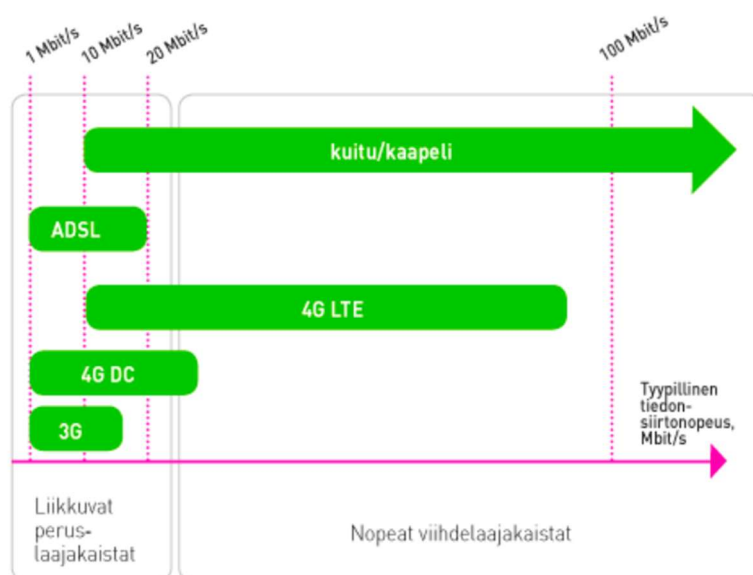 1 Mbit/s
10 Mbit/s
20 Mbit/s
100 Mbit/s
kuitu/kaapeli
ADSL
4G LTE
4G DC
3G
Tyypillinen
tiedon-
siirtonopeus,
Mbit/s
Liikkuvat
perus-
laajakaistat
Nopeat viihdelaajakaistat